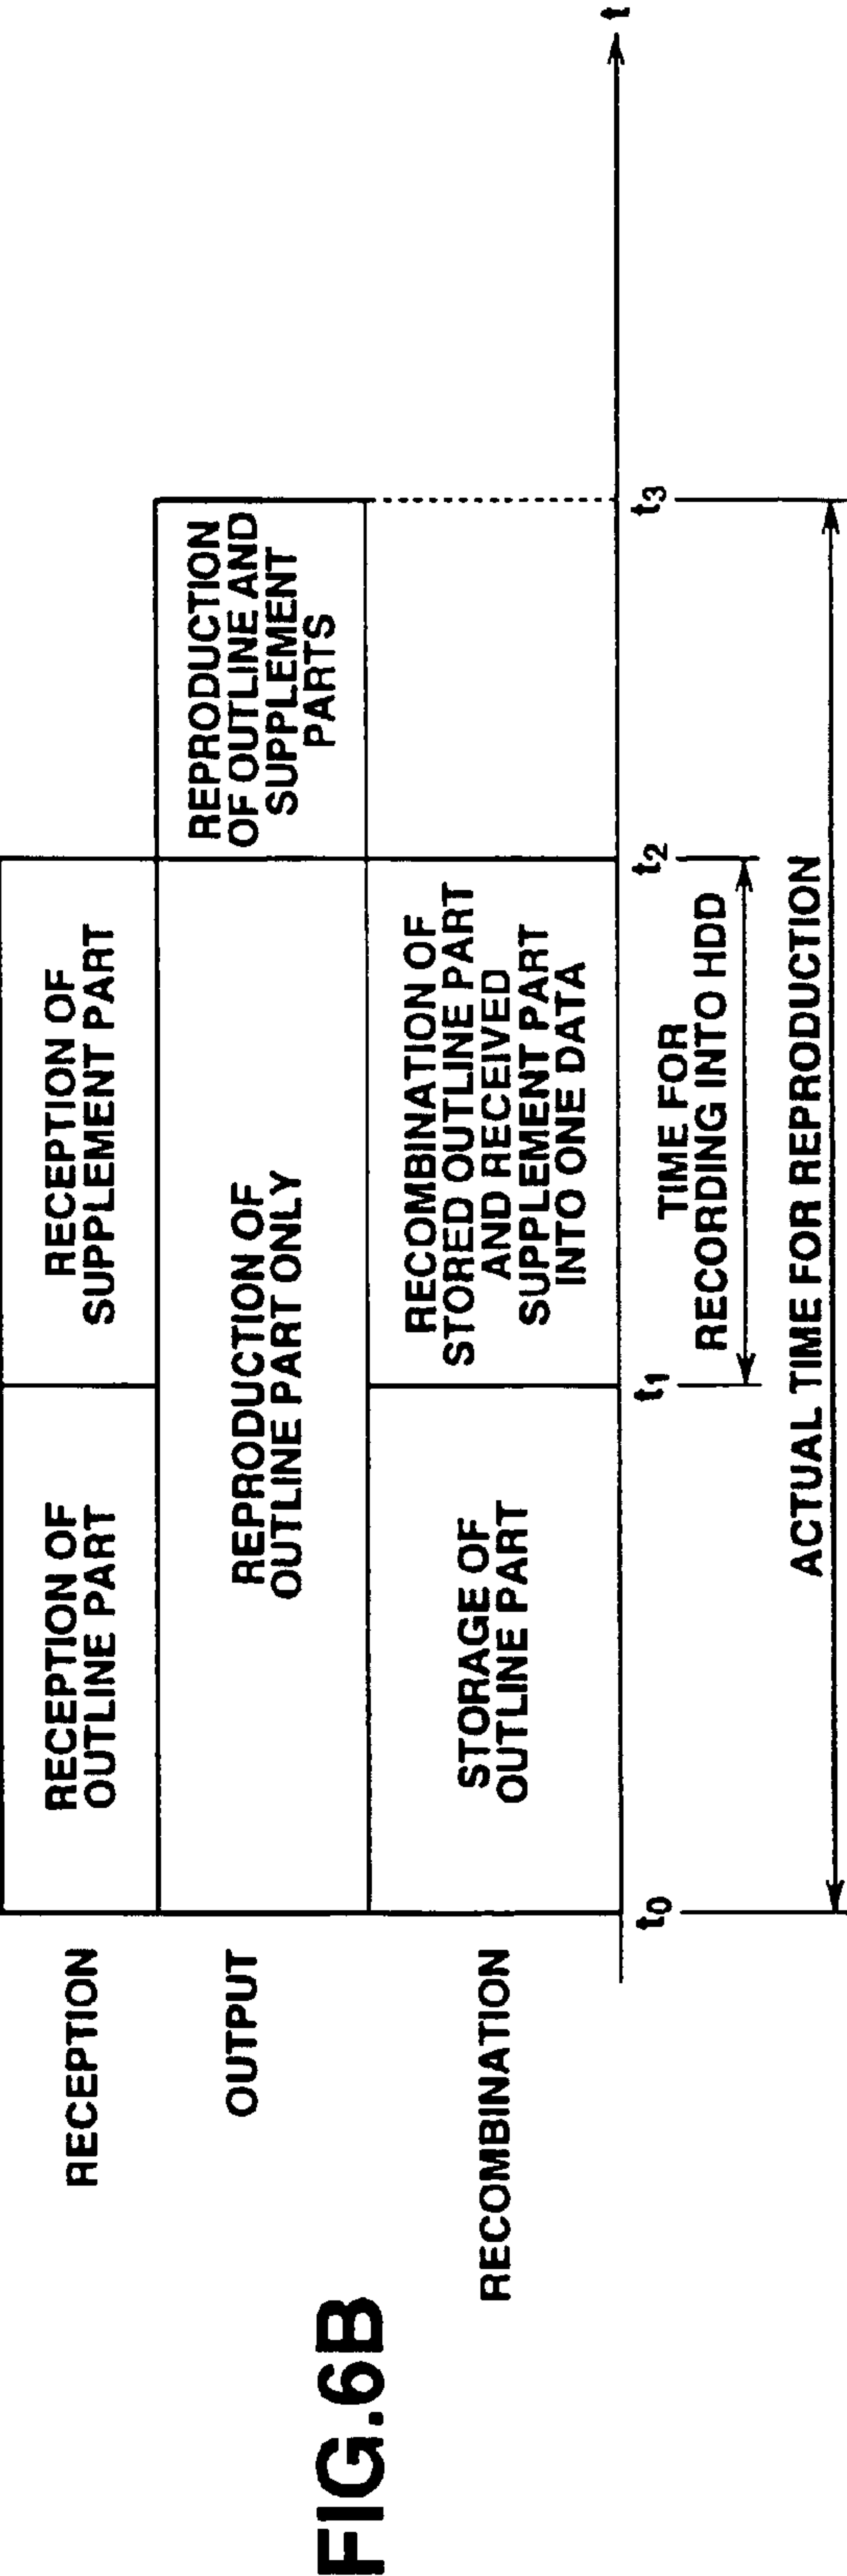 FIG.6B
RECEPTION
RECEPTION OF
OUTLINE PART
RECEPTION OF
SUPPLEMENT PART
OUTPUT
REPRODUCTION OF
OUTLINE PART ONLY
REPRODUCTION
OF OUTLINE AND
SUPPLEMENT
PARTS
RECOMBINATION
STORAGE OF
OUTLINE PART
RECOMBINATION OF
STORED OUTLINE PART
AND RECEIVED
SUPPLEMENT PART
INTO ONE DATA
t0
t1
t2
t3
t
TIME FOR
RECORDING INTO HDD
ACTUAL TIME FOR REPRODUCTION